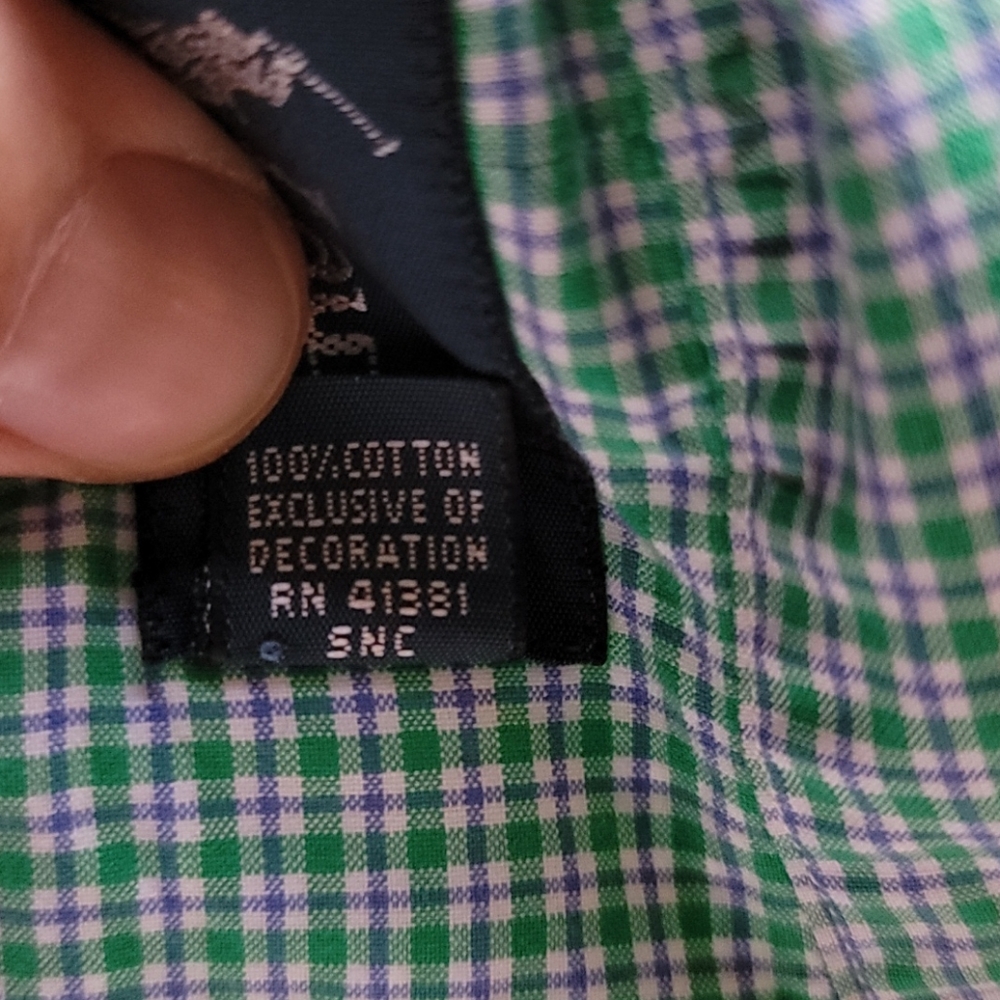 100% COTTON
EXCLUSIVE OF
DECORATION
RN 41381
SNC